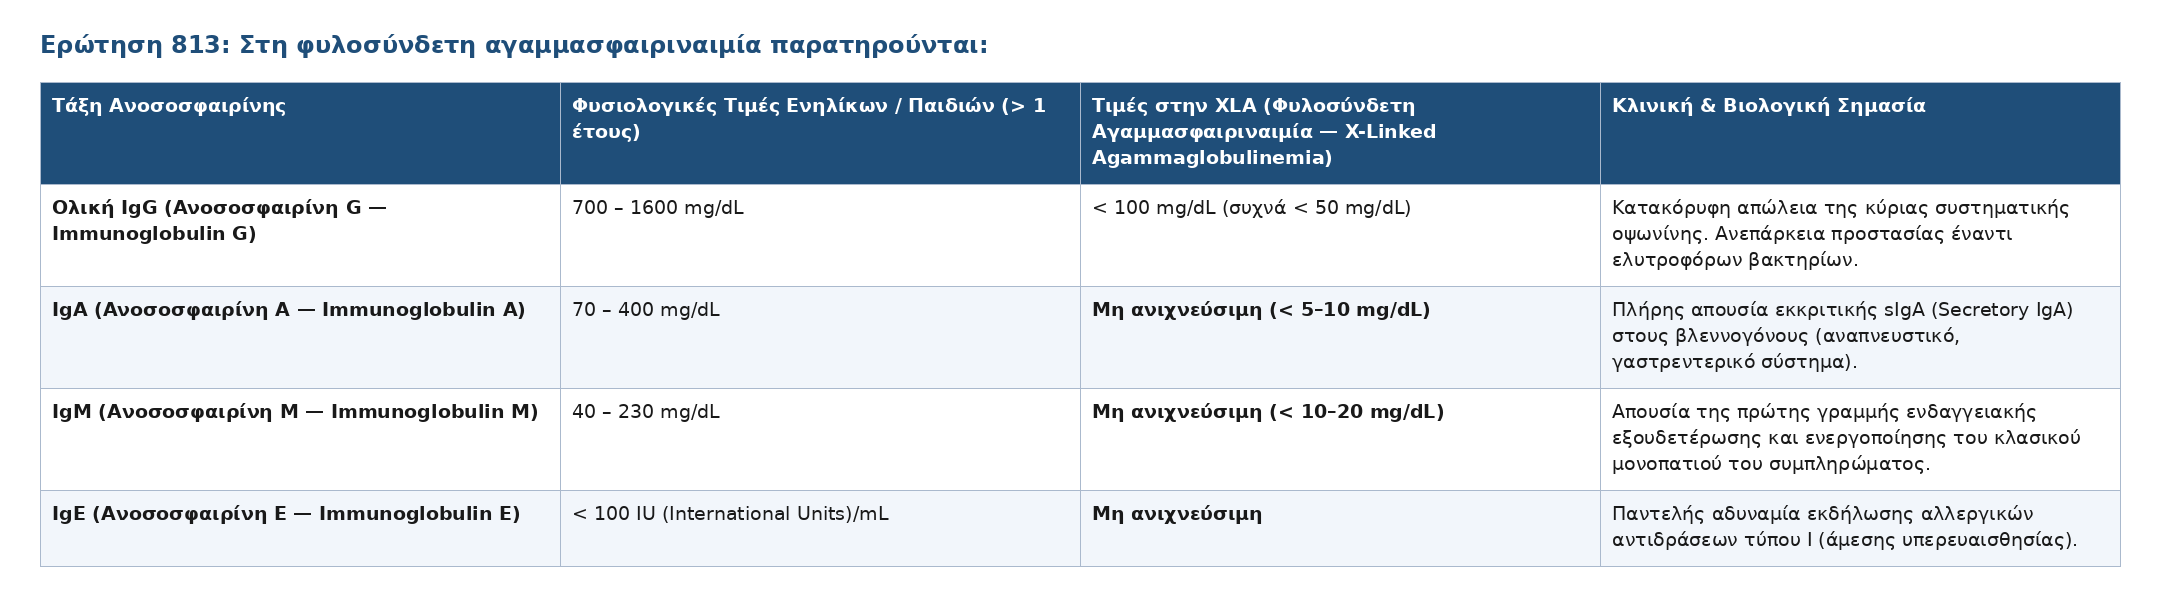 Ερώτηση 813: Στη φυλοσύνδετη αγαμμασφαιριναιμία παρατηρούνται:
Τάξη Ανοσοσφαιρίνης
Φυσιολογικές Τιμές Ενηλίκων / Παιδιών (> 1
έτους)
Τιμές στην XLA (Φυλοσύνδετη
Αγαμμασφαιριναιμία — X-Linked
Agammaglobulinemia)
Κλινική & Βιολογική Σημασία
Ολική IgG (Ανοσοσφαιρίνη G —
Immunoglobulin G)
700 – 1600 mg/dL
< 100 mg/dL (συχνά < 50 mg/dL)
Κατακόρυφη απώλεια της κύριας συστηματικής
οψωνίνης. Ανεπάρκεια προστασίας έναντι
ελυτροφόρων βακτηρίων.
IgA (Ανοσοσφαιρίνη A — Immunoglobulin A)
70 – 400 mg/dL
Μη ανιχνεύσιμη (< 5–10 mg/dL)
Πλήρης απουσία εκκριτικής sIgA (Secretory IgA)
στους βλεννογόνους (αναπνευστικό,
γαστρεντερικό σύστημα).
IgM (Ανοσοσφαιρίνη M — Immunoglobulin M)
40 – 230 mg/dL
Μη ανιχνεύσιμη (< 10–20 mg/dL)
Απουσία της πρώτης γραμμής ενδαγγειακής
εξουδετέρωσης και ενεργοποίησης του κλασικού
μονοπατιού του συμπληρώματος.
IgE (Ανοσοσφαιρίνη E — Immunoglobulin E)
< 100 IU (International Units)/mL
Μη ανιχνεύσιμη
Παντελής αδυναμία εκδήλωσης αλλεργικών
αντιδράσεων τύπου I (άμεσης υπερευαισθησίας).